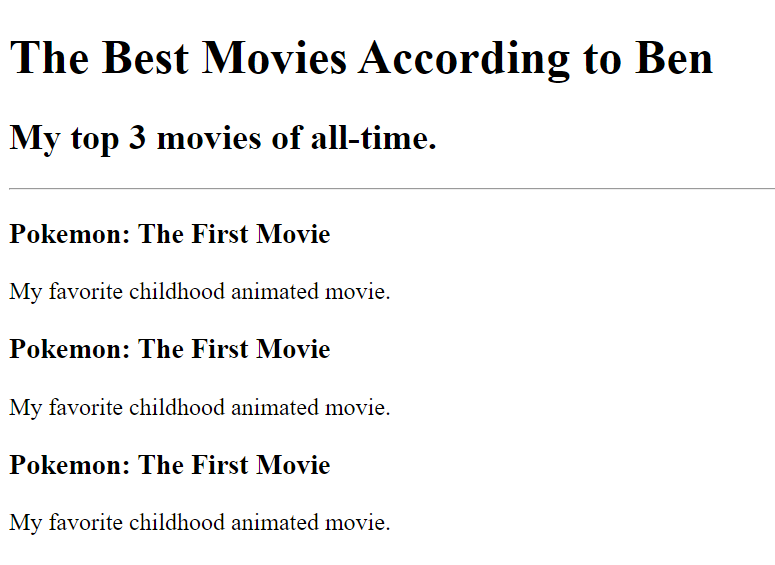 The Best Movies According to Ben
My top 3 movies of all-time.
Pokemon: The First Movie
My favorite childhood animated movie.
Pokemon: The First Movie
My favorite childhood animated movie.
Pokemon: The First Movie
My favorite childhood animated movie.